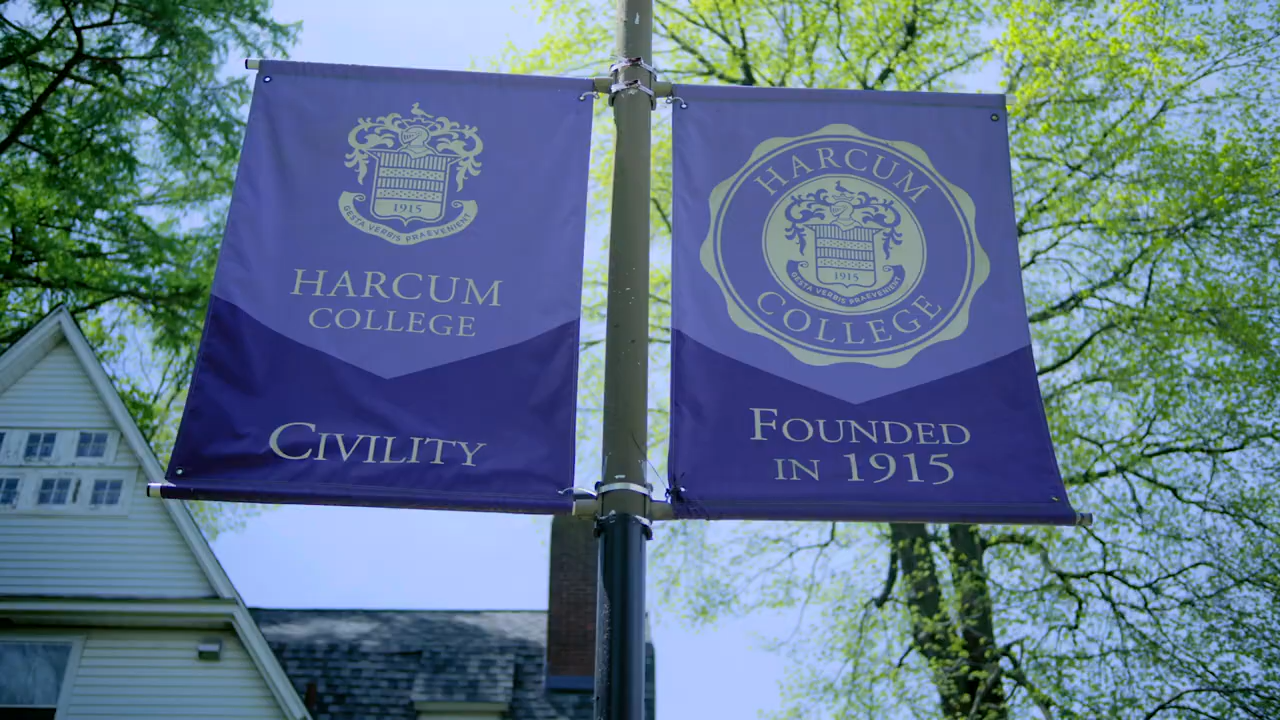 1915
GESTA VERBIS PRAEVENIENT
HARCUM
COLLEGE
CIVILITY
HARCUM
1915
GESTA VERBIS PRAEVENIENT
COLLEGE
FOUNDED
IN 1915